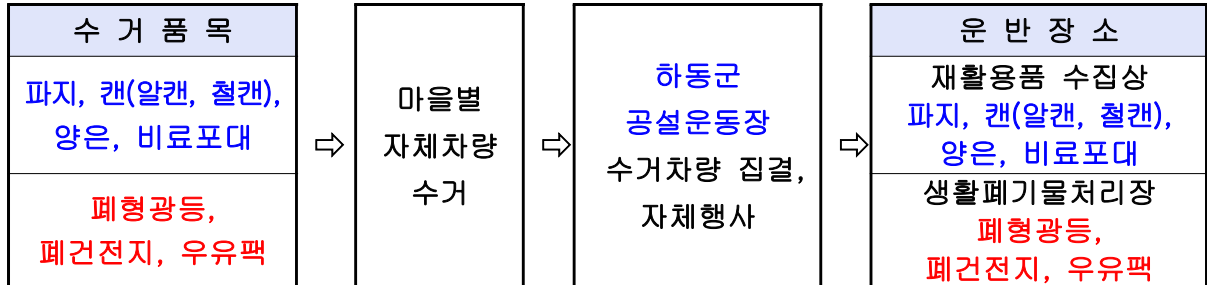 수 거 품 목
파지, 캔(알캔, 철캔),
양은, 비료포대
폐형광등,
폐건전지, 우유팩
⇨
마을별
자체차량
수거
⇨
하동군
공설운동장
수거차량 집결,
자체행사
⇨
운 반 장 소
재활용품 수집상
파지, 캔(알캔, 철캔),
양은, 비료포대
생활폐기물처리장
폐형광등,
폐건전지, 우유팩